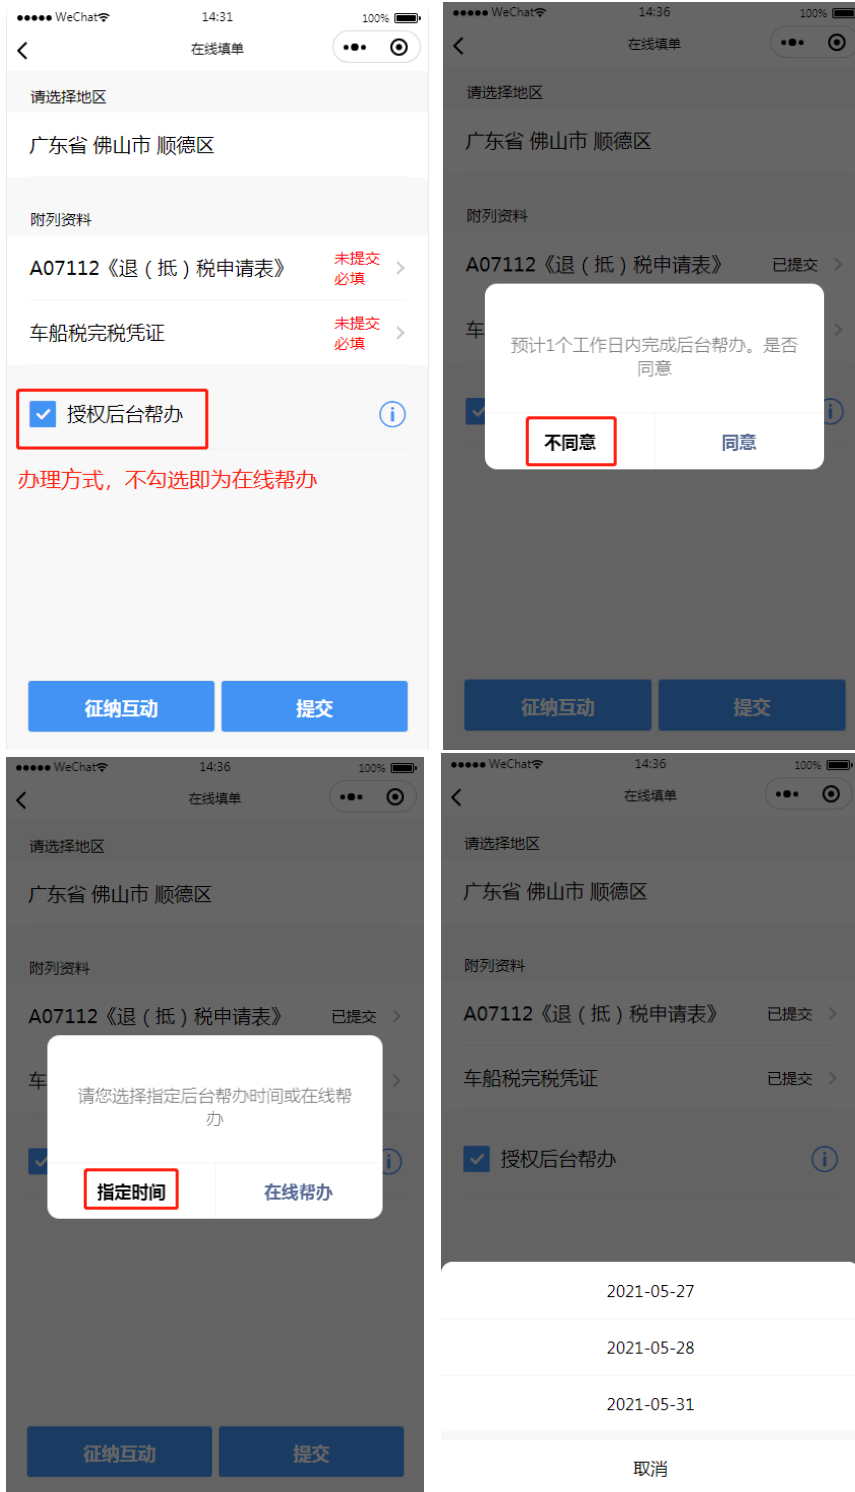 ●●●●● WeChat 14:31 100%
在线填单
请选择地区
广东省 佛山市 顺德区
附列资料
A07112《退（抵）税申请表》
未提交
必填
车船税完税凭证
未提交
必填
授权后台帮办
办理方式，不勾选即为在线帮办
征纳互动
提交
●●●●● WeChat 14:36 100%
在线填单
请选择地区
广东省 佛山市 顺德区
附列资料
A07112《退（抵）税申请表》 已提交
车
预计1个工作日内完成后台帮办。是否
同意
不同意
同意
征纳互动
提交
●●●●● WeChat 14:36 100%
在线填单
请选择地区
广东省 佛山市 顺德区
附列资料
A07112《退（抵）税申请表》 已提交
车
请您选择指定后台帮办时间或在线帮
办
指定时间
在线帮办
征纳互动
提交
●●●●● WeChat 14:36 100%
在线填单
请选择地区
广东省 佛山市 顺德区
附列资料
A07112《退（抵）税申请表》 已提交
车船税完税凭证 已提交
授权后台帮办
2021-05-27
2021-05-28
2021-05-31
取消